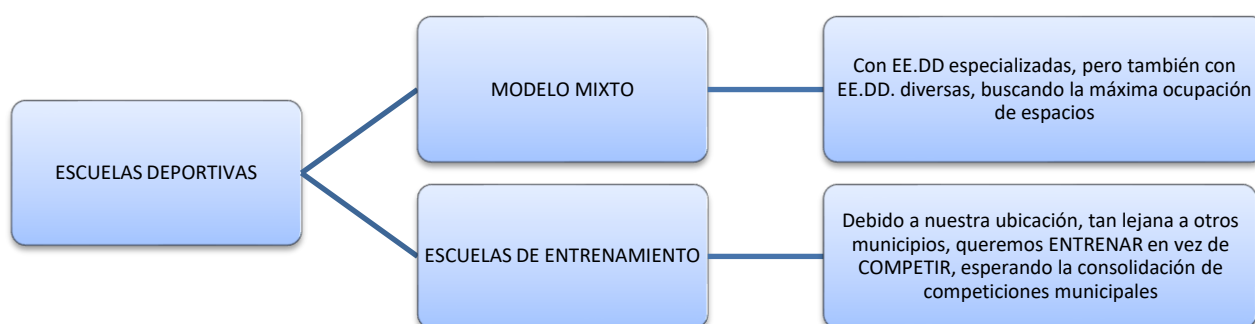 ESCUELAS DEPORTIVAS
MODELO MIXTO
Con EE.DD especializadas, pero también con
EE.DD. diversas, buscando la máxima ocupación
de espacios
ESCUELAS DE ENTRENAMIENTO
Debido a nuestra ubicación, tan lejana a otros
municipios, queremos ENTRENAR en vez de
COMPETIR, esperando la consolidación de
competiciones municipales